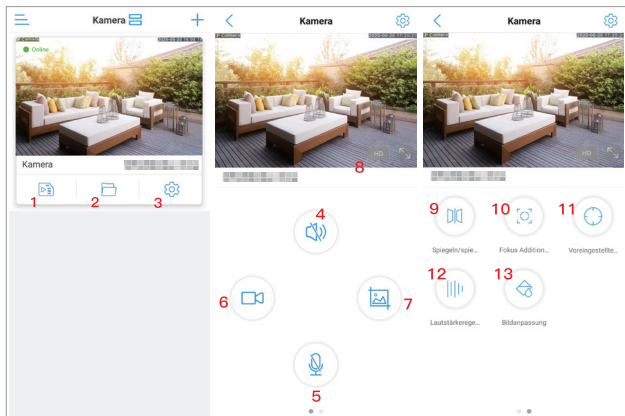 Kamera
Online
Kamera
1
2
3
Kamera
HD
8
4
6
7
5
Kamera
HD
9
10
11
Spiegeln/spie...
Fokus Addition...
Voreingestellte...
12
13
Lautstärkerege...
Bildanpassung